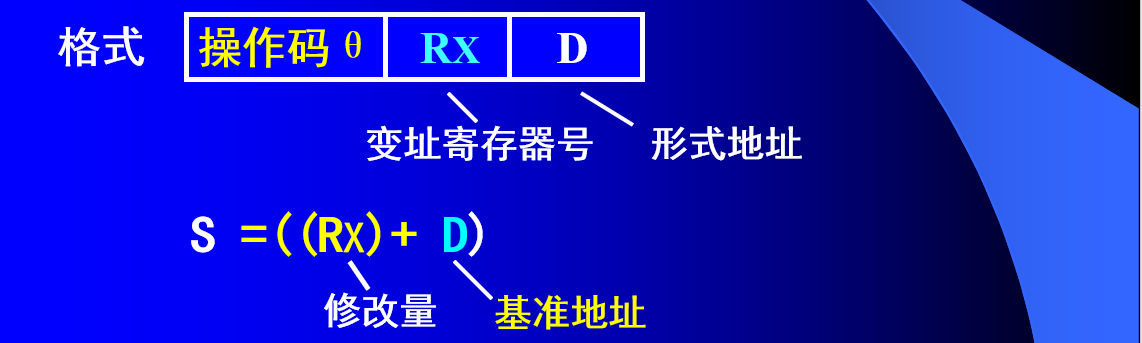 格式 操作码 θ Rx D
变址寄存器号 形式地址
S =((Rx)+ D)
修改量 基准地址